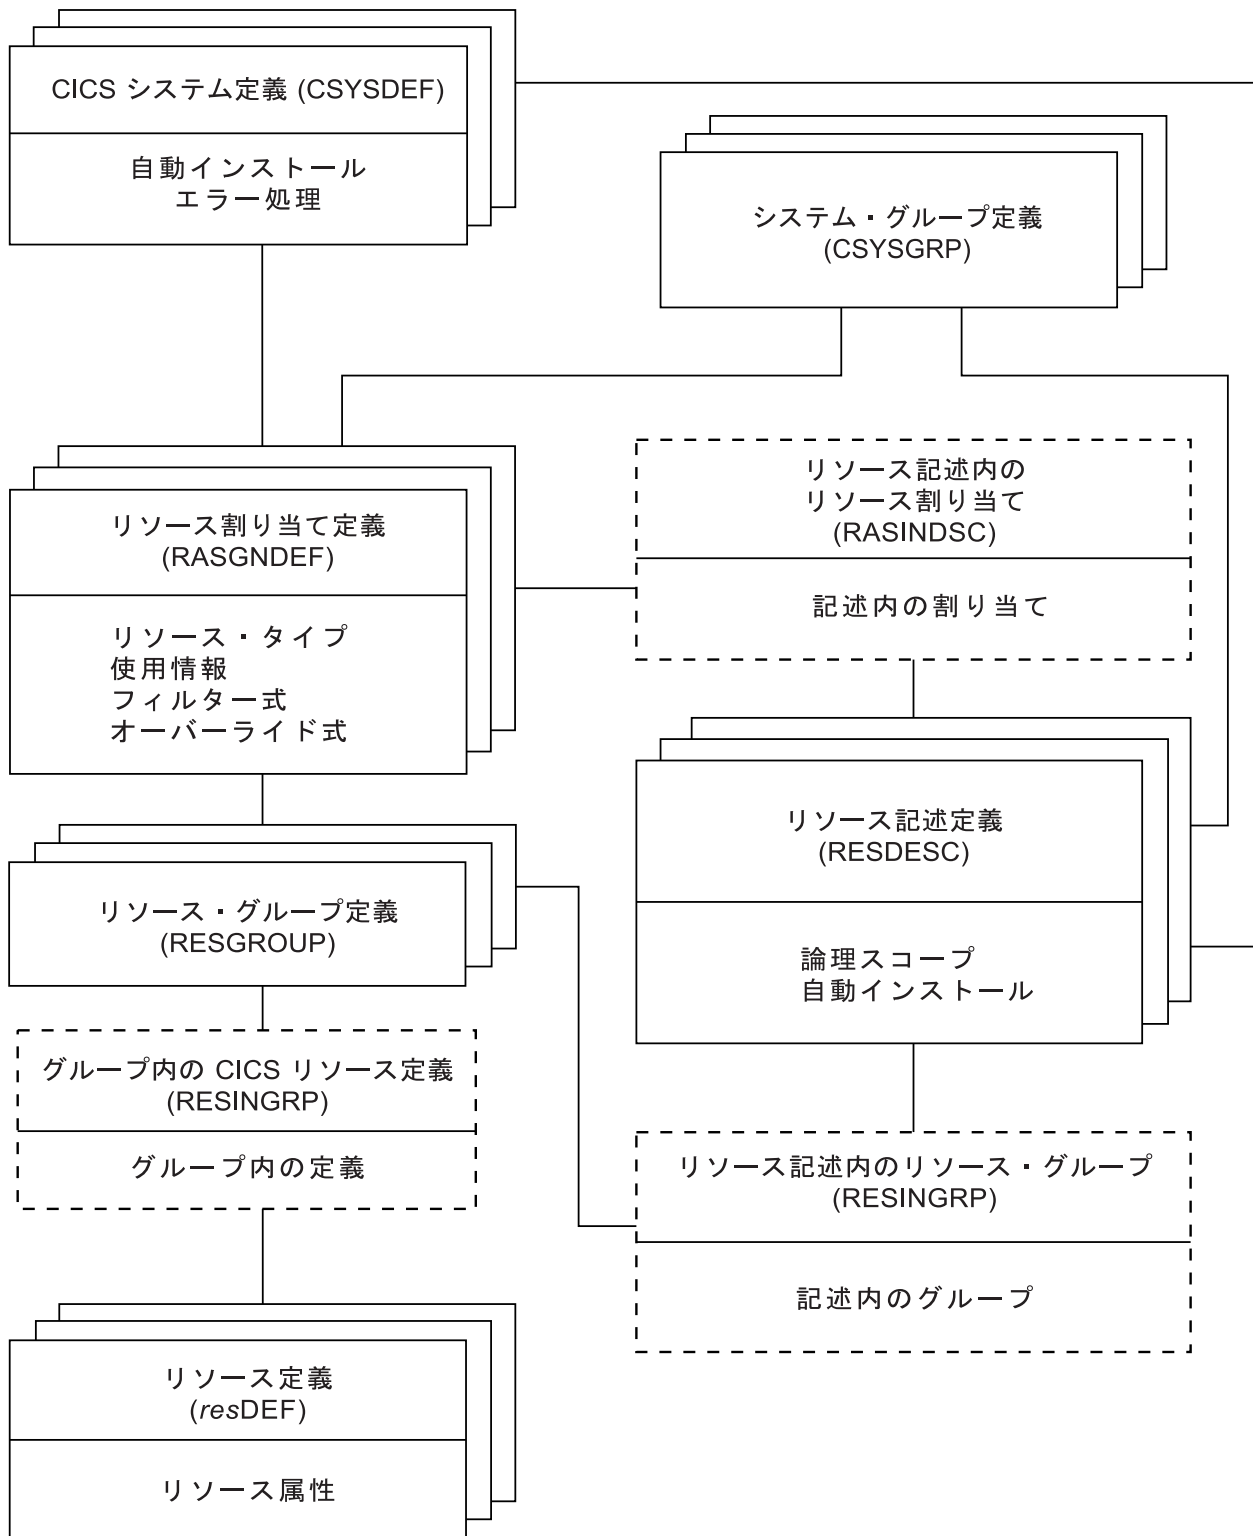 CICS システム定義 (CSYSDEF)
自動インストール
エラー処理
システム・グループ定義
(CSYSGRP)
リソース割り当て定義
(RASGNDEF)
リソース・タイプ
使用情報
フィルター式
オーバーライド式
リソース記述内の
リソース割り当て
(RASINDSC)
記述内の割り当て
リソース記述定義
(RESDESC)
論理スコープ
自動インストール
リソース・グループ定義
(RESGROUP)
グループ内の CICS リソース定義
(RESINGRP)
グループ内の定義
リソース記述内のリソース・グループ
(RESINGRP)
記述内のグループ
リソース定義
(resDEF)
リソース属性